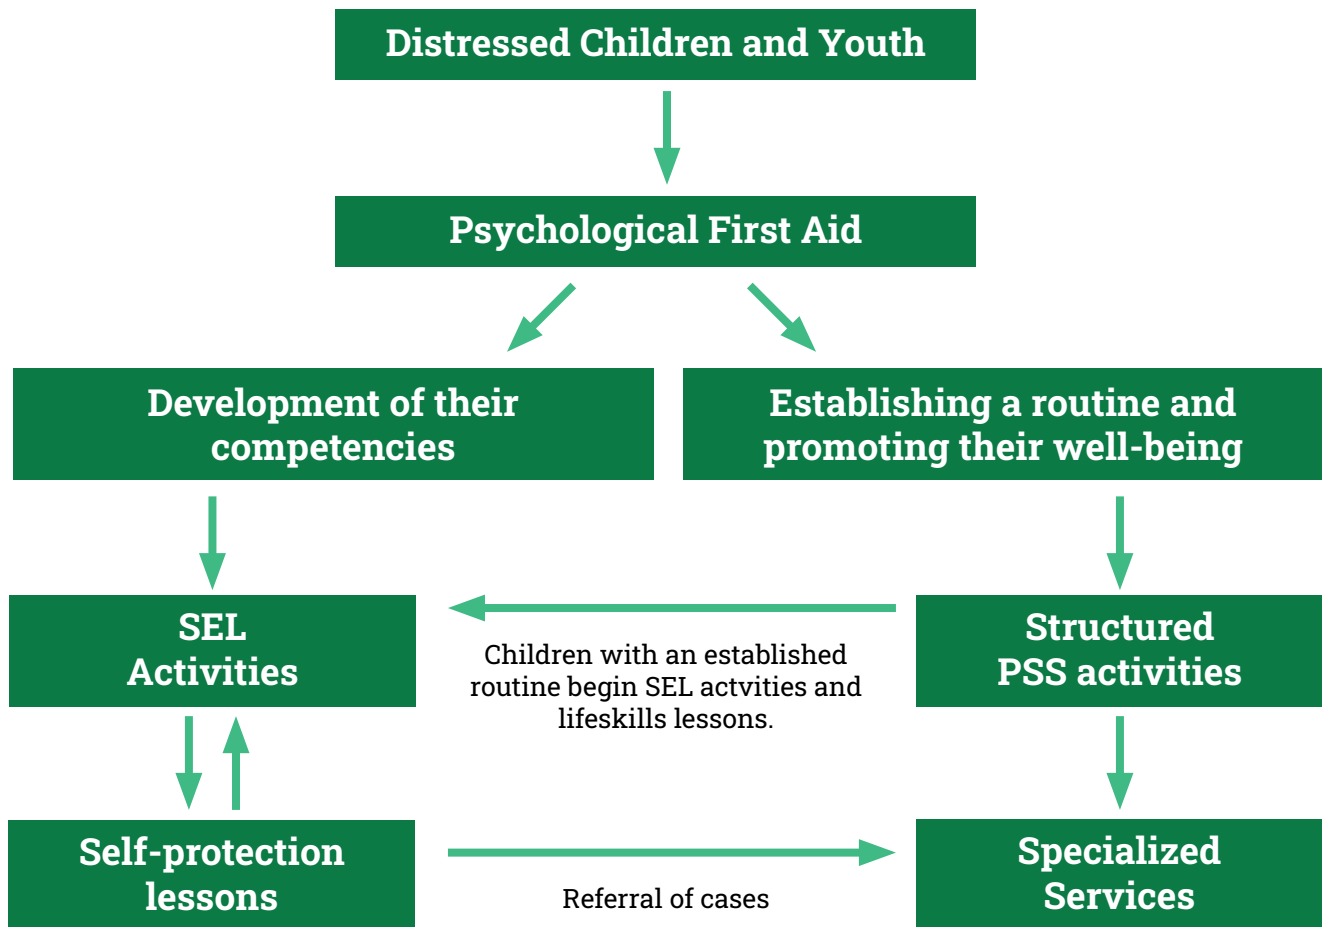 Distressed Children and Youth
Psychological First Aid
Development of their
competencies
Establishing a routine and
promoting their well-being
SEL
Activities
Children with an established
routine begin SEL actvities and
lifeskills lessons.
Structured
PSS activities
Self-protection
lessons
Referral of cases
Specialized
Services